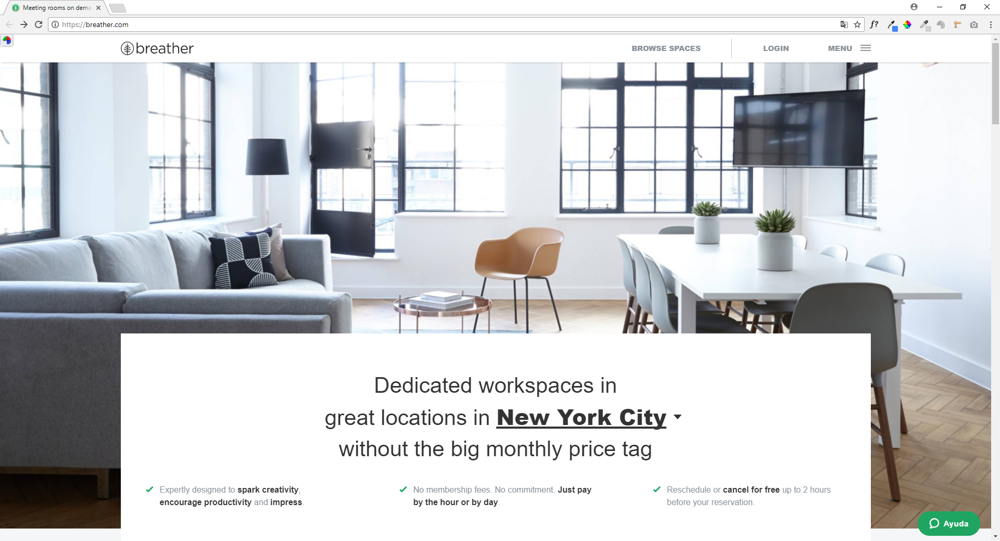 Meeting rooms on dema
https://breather.com
f?
breather
BROWSE SPACES
LOGIN
MENU
Dedicated workspaces in
great locations in New York City
without the big monthly price tag
Expertly designed to spark creativity,
encourage productivity and impress.
No membership fees. No commitment. Just pay
by the hour or by day.
Reschedule or cancel for free up to 2 hours
before your reservation.
Ayuda